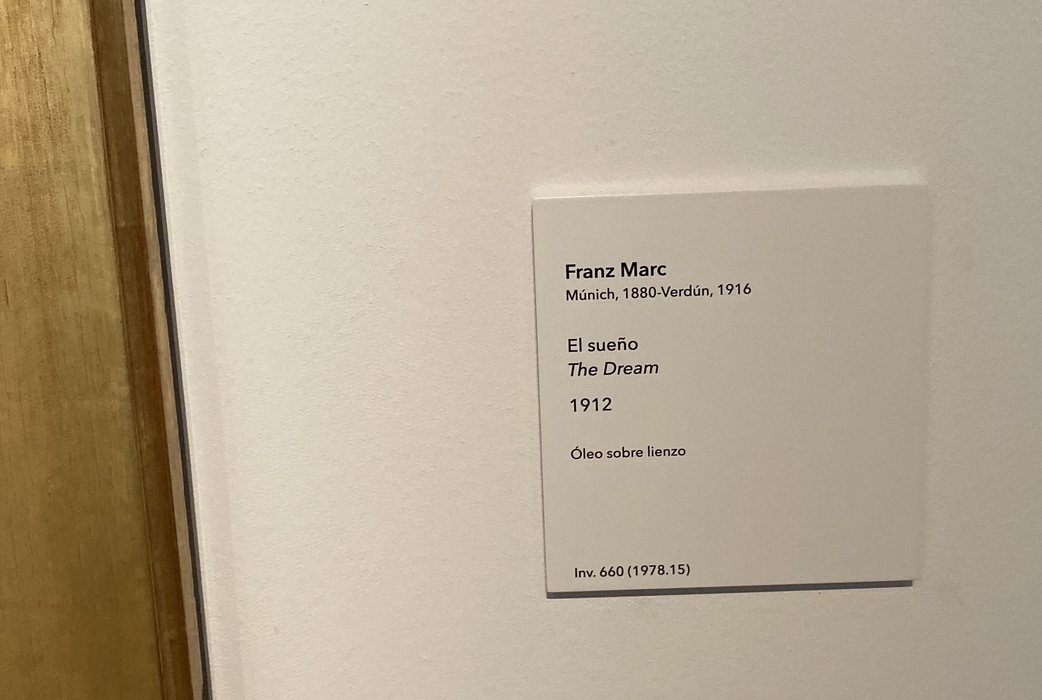 Franz Marc
Múnich, 1880-Verdún, 1916
El sueño
The Dream
1912
Óleo sobre lienzo
Inv. 660 (1978.15)